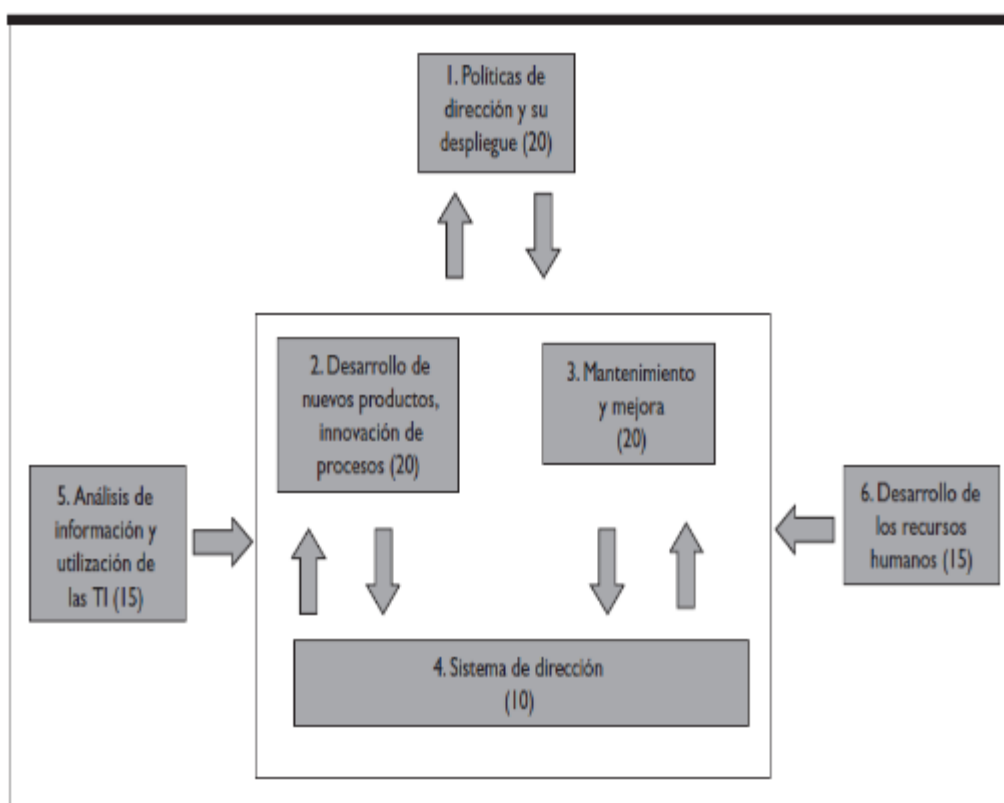 1. Políticas de
dirección y su
despliegue (20)
2. Desarrollo de
nuevos productos,
innovación de
procesos (20)
3. Mantenimiento
y mejora
(20)
5. Análisis de
información y
utilización de
las TI (15)
6. Desarrollo de
los recursos
humanos (15)
4. Sistema de dirección
(10)